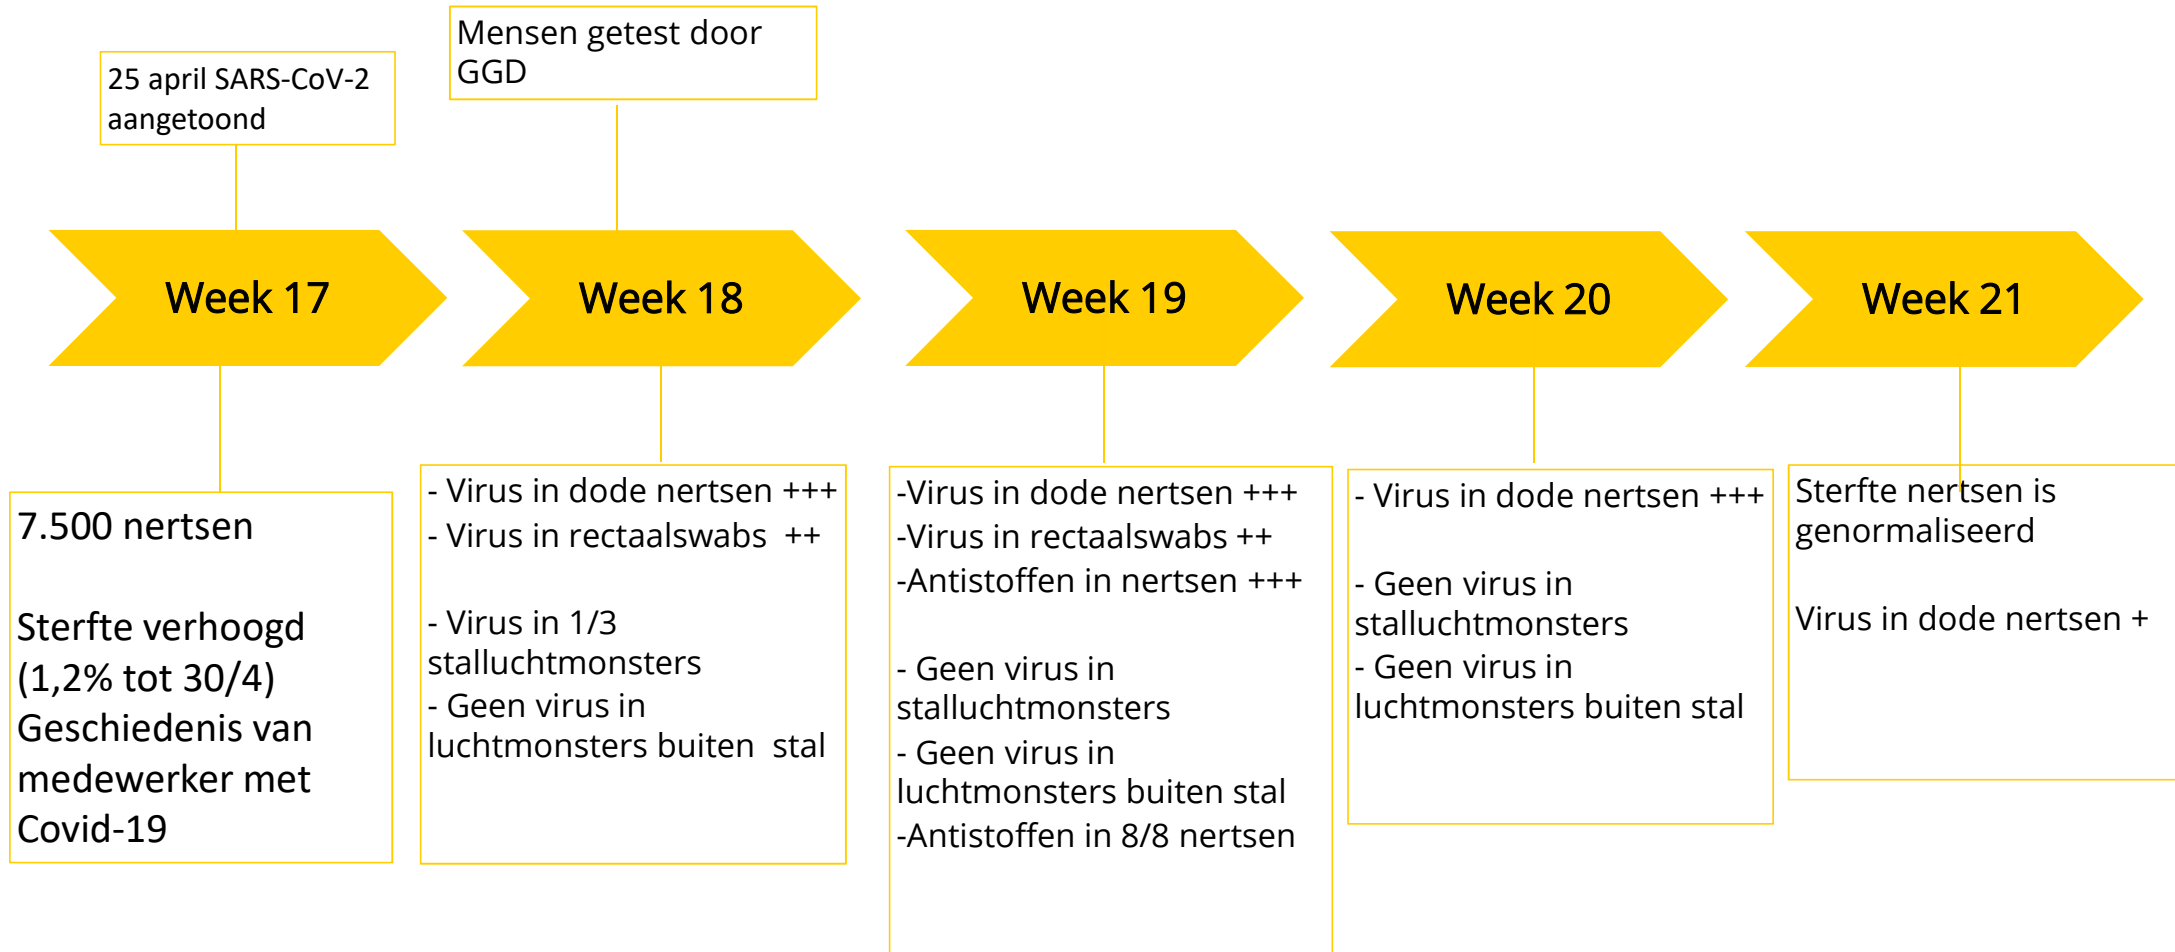 25 april SARS-CoV-2
aangetoond
Mensen getest door
GGD
Week 17
Week 18
Week 19
Week 20
Week 21
7.500 nertsen
Sterfte verhoogd
(1,2% tot 30/4)
Geschiedenis van
medewerker met
Covid-19
- Virus in dode nertsen +++
- Virus in rectaalswabs ++
- Virus in 1/3
stalluchtmonsters
- Geen virus in
luchtmonsters buiten stal
-Virus in dode nertsen +++
-Virus in rectaalswabs ++
-Antistoffen in nertsen +++
- Geen virus in
stalluchtmonsters
- Geen virus in
luchtmonsters buiten stal
-Antistoffen in 8/8 nertsen
- Virus in dode nertsen +++
- Geen virus in
stalluchtmonsters
- Geen virus in
luchtmonsters buiten stal
Sterfte nertsen is
genormaliseerd
Virus in dode nertsen +